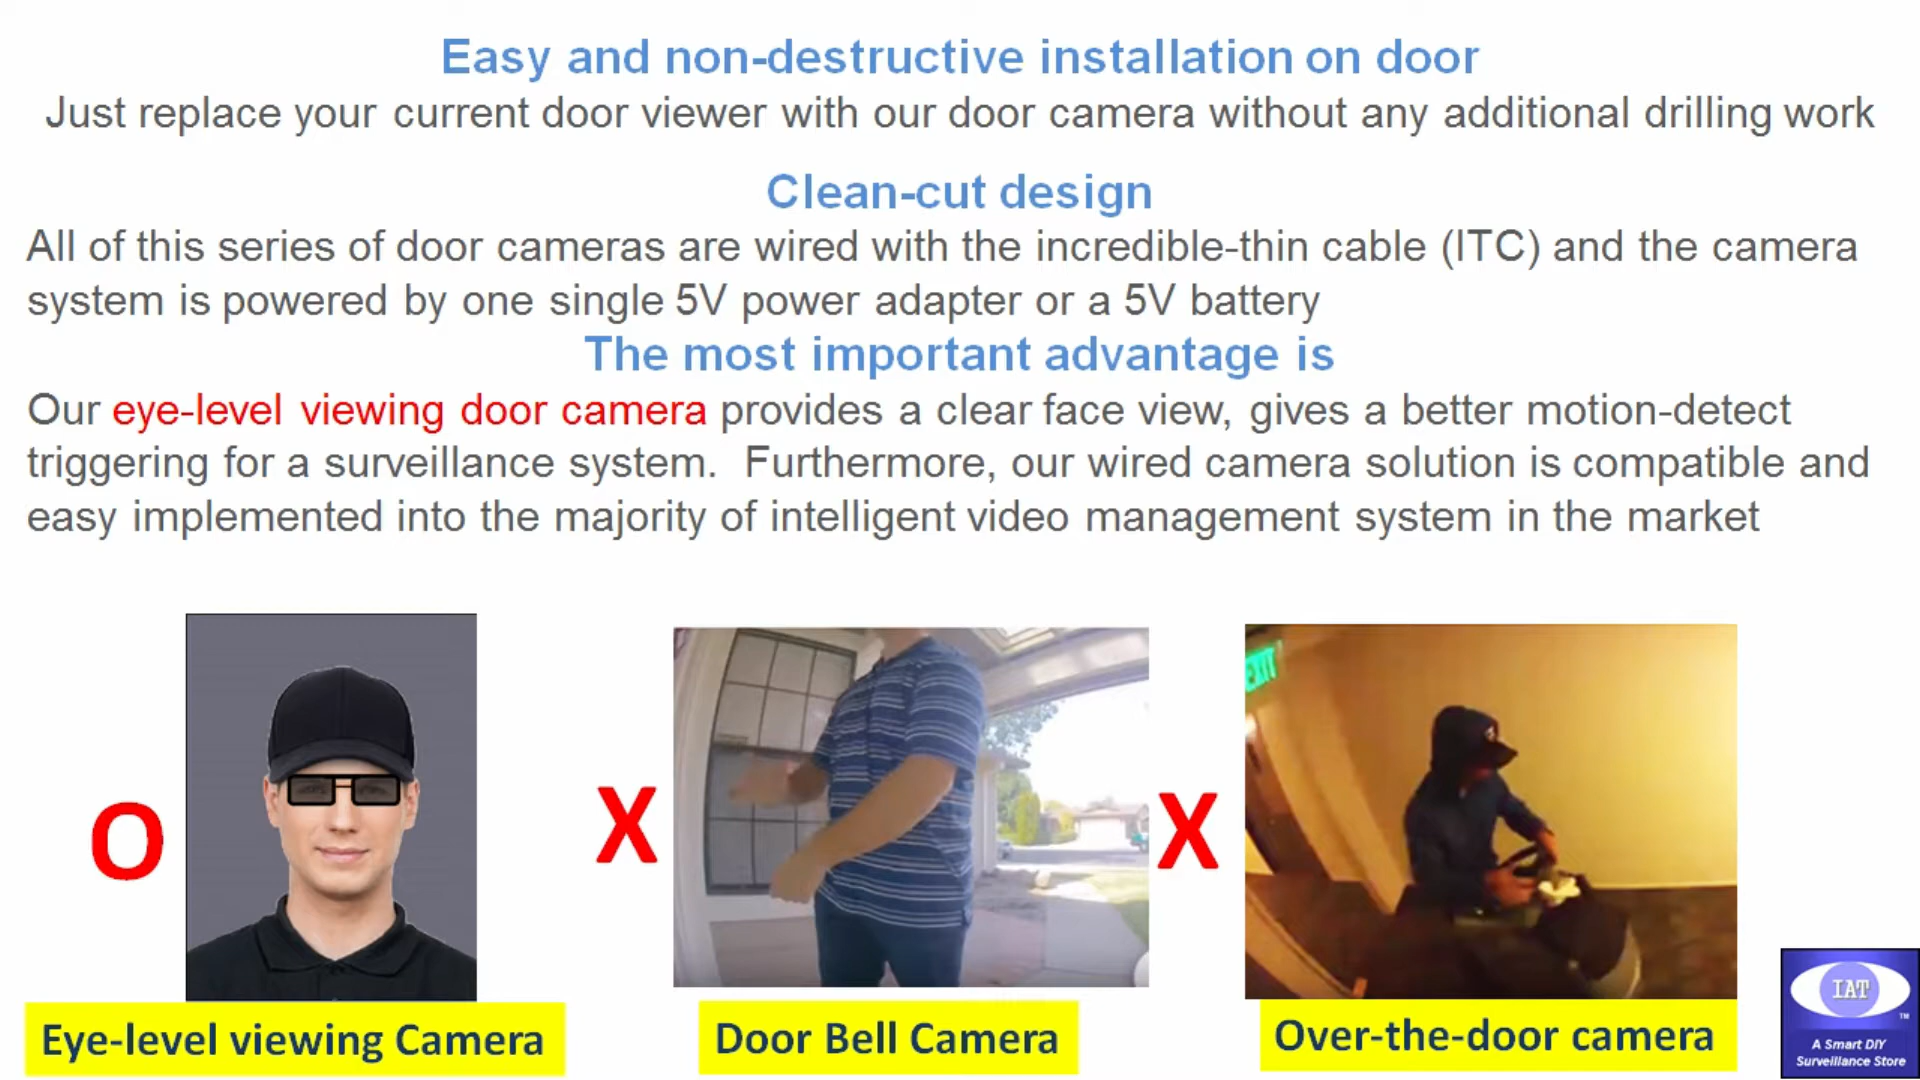 Easy and non-destructive installation on door
Just replace your current door viewer with our door camera without any additional drilling work
Clean-cut design
All of this series of door cameras are wired with the incredible-thin cable (ITC) and the camera
system is powered by one single 5V power adapter or a 5V battery
The most important advantage is
Our eye-level viewing door camera provides a clear face view, gives a better motion-detect
triggering for a surveillance system. Furthermore, our wired camera solution is compatible and
easy implemented into the majority of intelligent video management system in the market
EXIT
O
X
X
Eye-level viewing Camera
Door Bell Camera
Over-the-door camera
IAT
TM
A Smart DIY
Surveillance Store